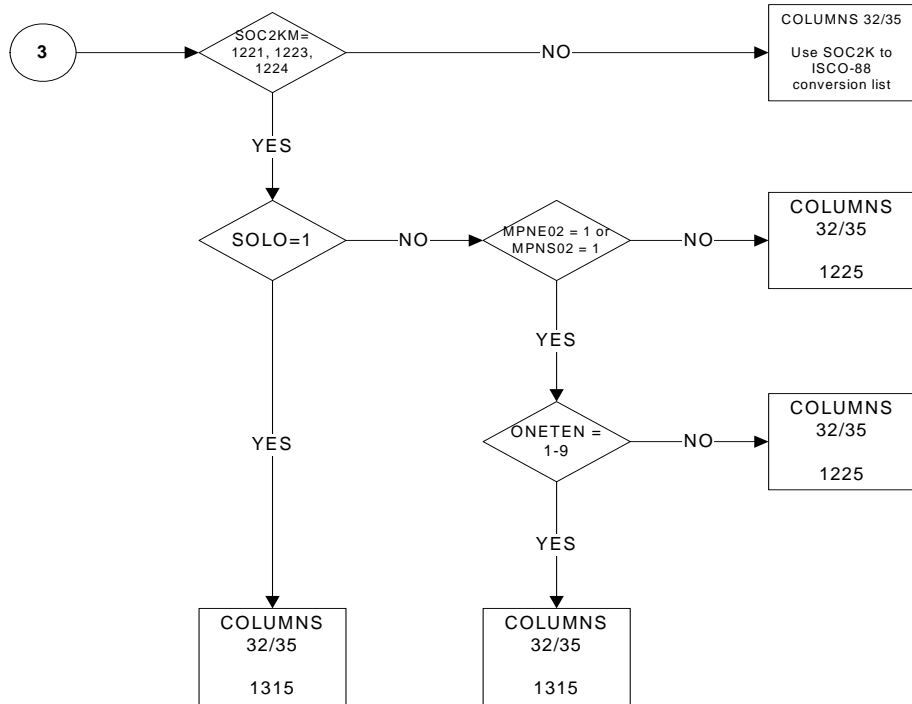 3
SOC2KM=
1221, 1223,
1224
NO
COLUMNS 32/35
Use SOC2K to
ISCO-88
conversion list
YES
SOLO=1
NO
MPNE02 = 1 or
MPNS02 = 1
NO
COLUMNS
32/35
1225
YES
YES
ONETEN =
1-9
NO
COLUMNS
32/35
1225
YES
COLUMNS
32/35
1315
COLUMNS
32/35
1315